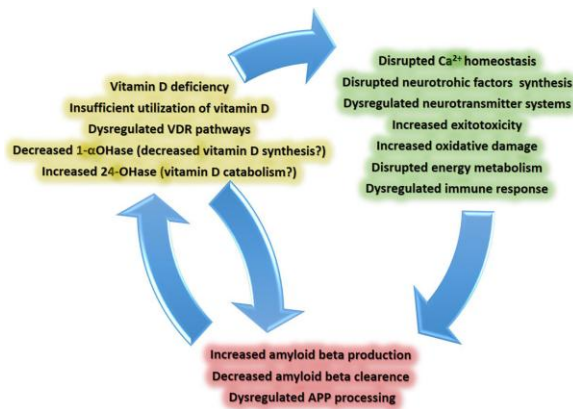 Vitamin D deficiency
Insufficient utilization of vitamin D
Dysregulated VDR pathways
Decreased 1-αOHase (decreased vitamin D synthesis?)
Increased 24-OHase (vitamin D catabolism?)
Disrupted Ca²⁺ homeostasis
Disrupted neurotrohic factors synthesis
Dysregulated neurotransmitter systems
Increased exitotoxicity
Increased oxidative damage
Disrupted energy metabolism
Dysregulated immune response
Increased amyloid beta production
Decreased amyloid beta clearence
Dysregulated APP processing